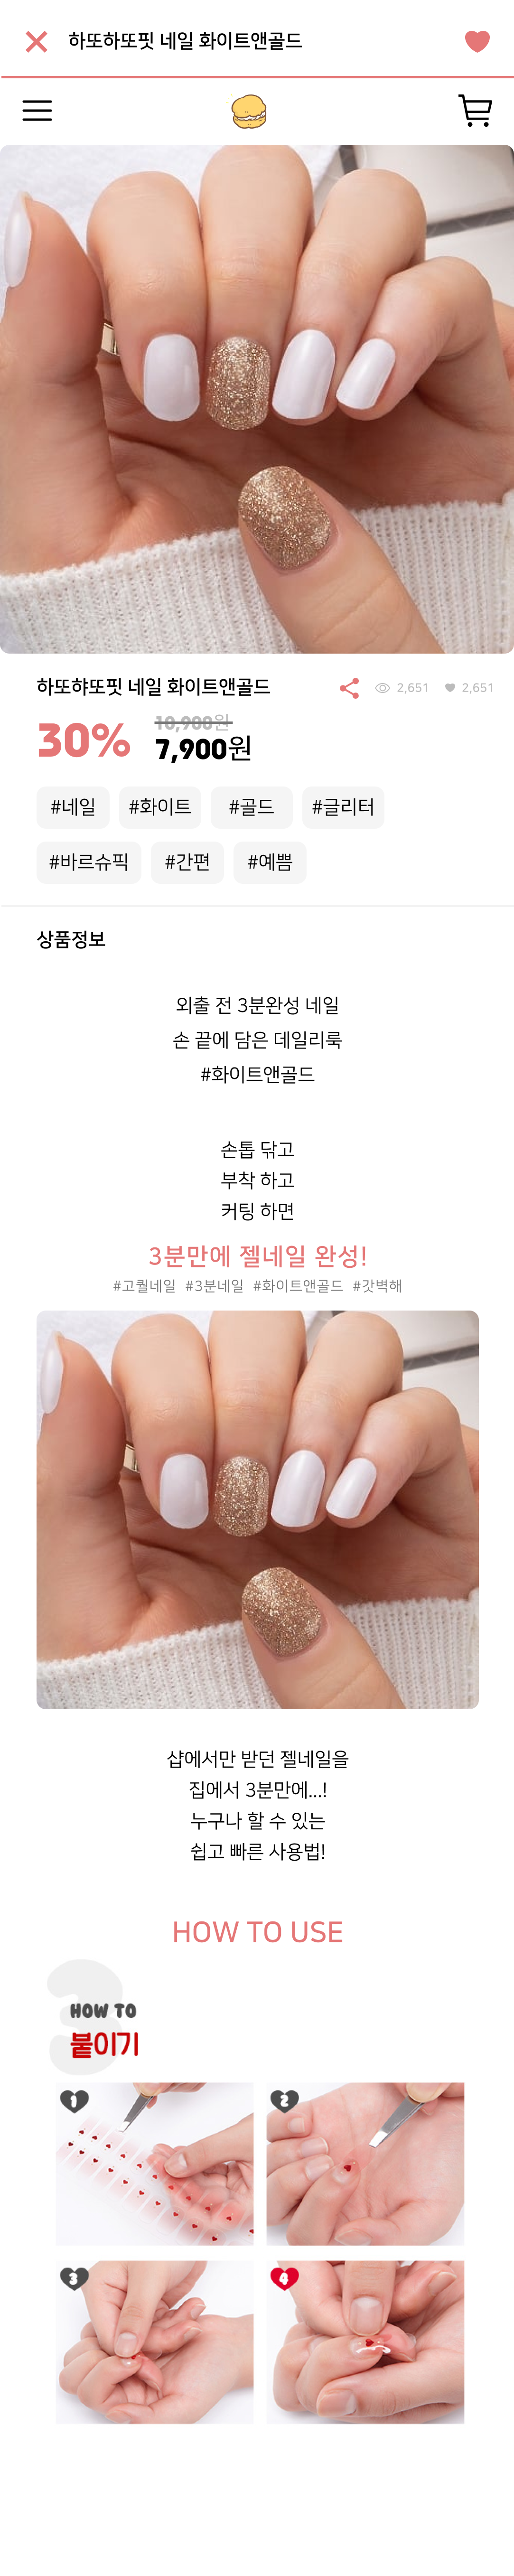 하또하또핏 네일 화이트앤골드
하또햐또핏 네일 화이트앤골드
2,651
2,651
10,900원
30%
7,900원
#네일 #화이트 #골드 #글리터
#바르슈픽 #간편 #예쁨
상품정보
외출 전 3분완성 네일
손 끝에 담은 데일리룩
#화이트앤골드
손톱 닦고
부착 하고
커팅 하면
3분만에 젤네일 완성!
#고퀄네일 #3분네일 #화이트앤골드 #갓벽해
샵에서만 받던 젤네일을
집에서 3분만에...!
누구나 할 수 있는
쉽고 빠른 사용법!
HOW TO USE
3
HOW TO
붙이기
1
2
3
4